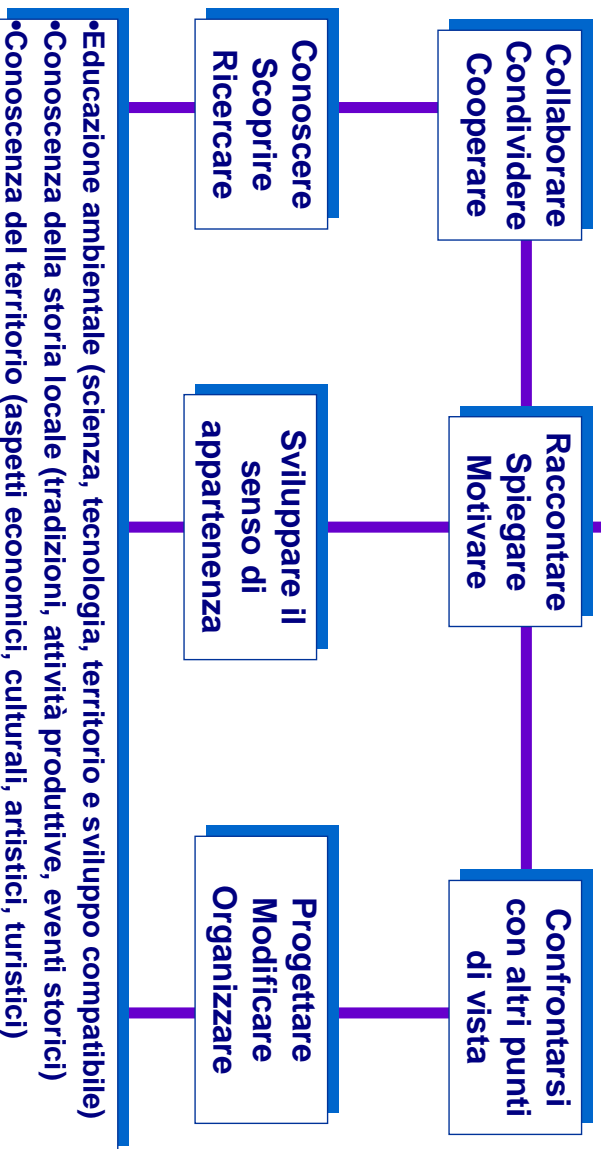 Collaborare
Condividere
Cooperare
Raccontare
Spiegare
Motivare
Confrontarsi
con altri punti
di vista
Conoscere
Scoprire
Ricercare
Sviluppare il
senso di
appartenenza
Progettare
Modificare
Organizzare
•Educazione ambientale (scienza, tecnologia, territorio e sviluppo compatibile)
•Conoscenza della storia locale (tradizioni, attività produttive, eventi storici)
•Conoscenza del territorio (aspetti economici, culturali, artistici, turistici)